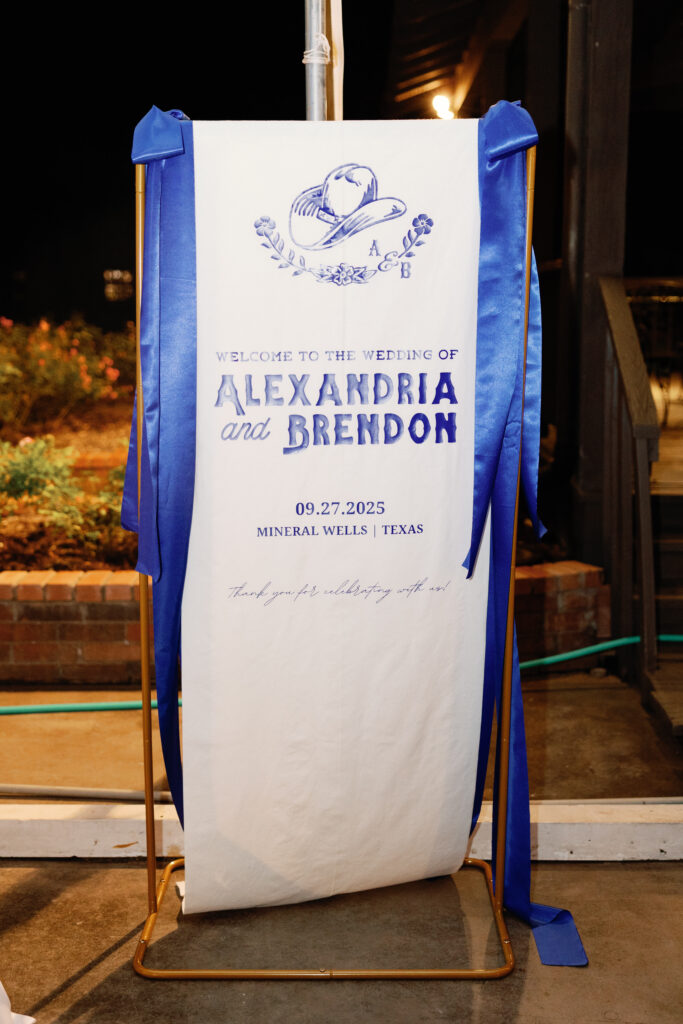 A
&
B
WELCOME TO THE WEDDING OF
ALEXANDRIA
and BRENDON
09.27.2025
MINERAL WELLS | TEXAS
Thank you for celebrating with us!